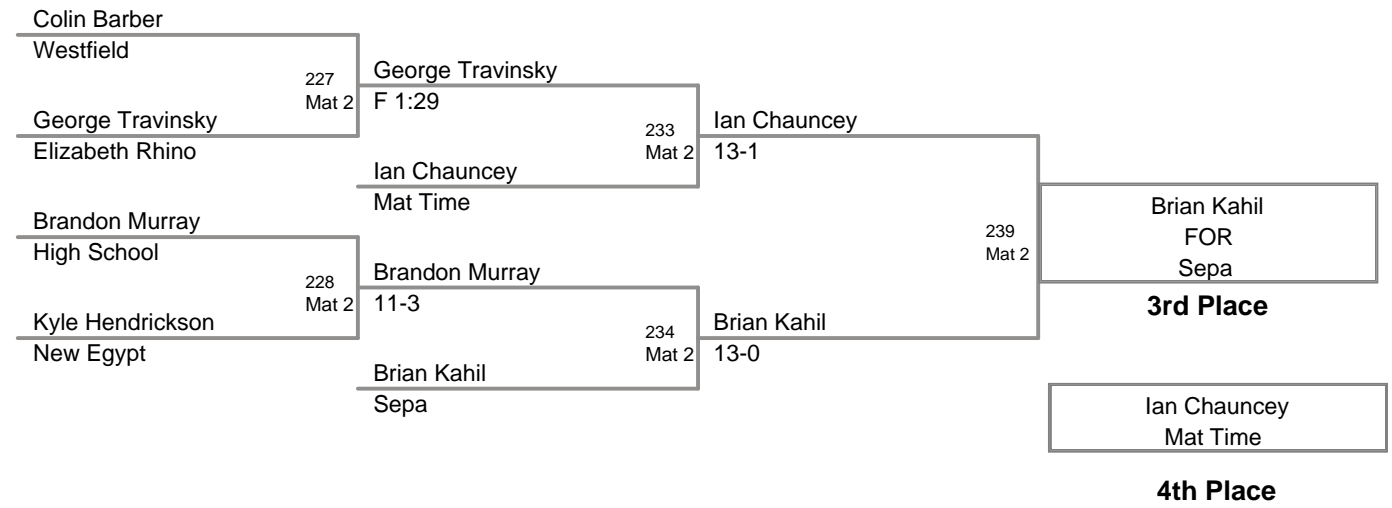 Colin Barber
Westfield
227
Mat 2
George Travinsky
F 1:29
George Travinsky
Elizabeth Rhino
233
Mat 2
Ian Chauncey
13-1
Ian Chauncey
Mat Time
Brandon Murray
High School
239
Mat 2
Brian Kahil
FOR
Sepa
3rd Place
228
Mat 2
Brandon Murray
11-3
Kyle Hendrickson
New Egypt
234
Mat 2
Brian Kahil
13-0
Brian Kahil
Sepa
Ian Chauncey
Mat Time
4th Place